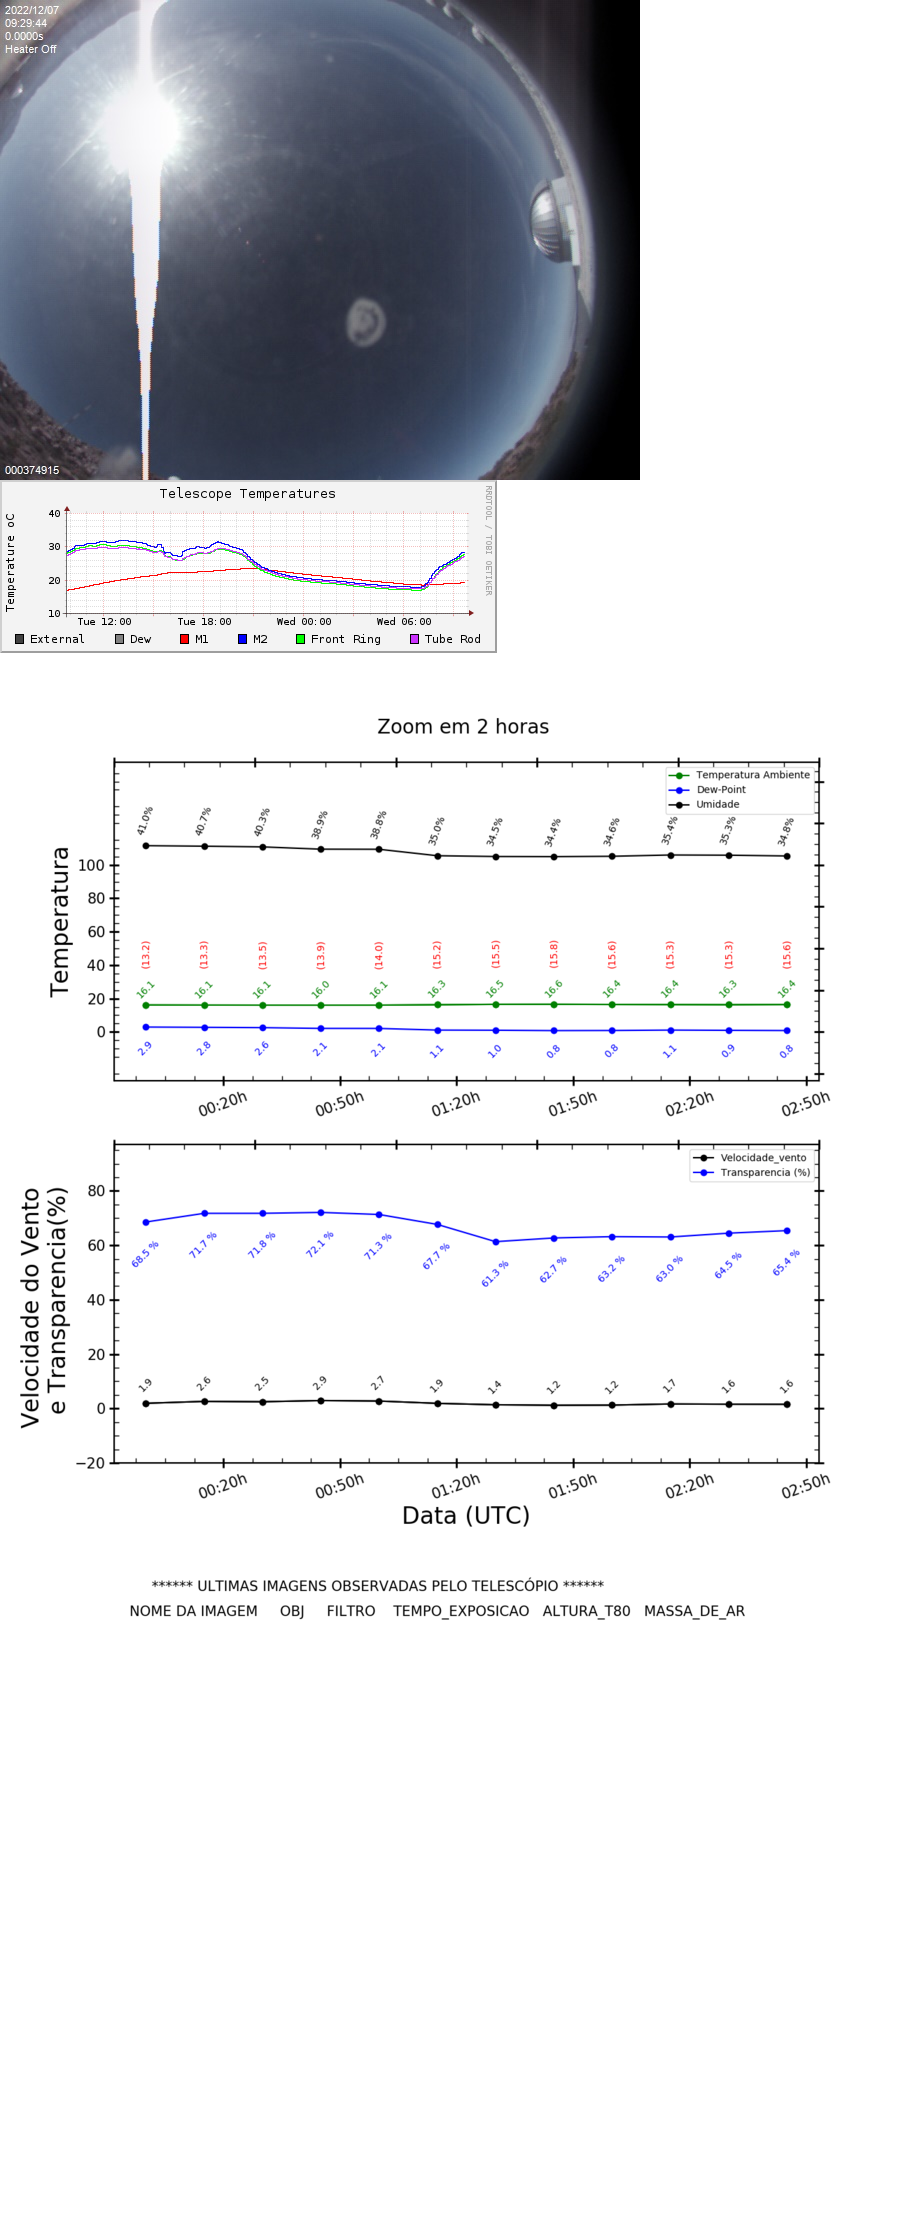 2022/12/07
09:29:44
0.0000s
Heater Off
000374915
Telescope Temperatures
RRDTOOL / TOBI OETIKER
Temperature oC
40
30
20
10
Tue 12:00 Tue 18:00 Wed 00:00 Wed 06:00
External Dew M1 M2 Front Ring Tube Rod
Zoom em 2 horas
Temperatura Ambiente
Dew-Point
Umidade
41.0% 40.7% 40.3% 38.9% 38.8% 35.0% 34.5% 34.4% 34.6% 35.4% 35.3% 34.8%
Temperatura
100
80
60
40
20
0
(13.2) (13.3) (13.5) (13.9) (14.0) (15.2) (15.5) (15.8) (15.6) (15.3) (15.3) (15.6)
16.1 16.1 16.1 16.0 16.1 16.3 16.5 16.6 16.4 16.4 16.3 16.4
2.9 2.8 2.6 2.1 2.1 1.1 1.0 0.8 0.8 1.1 0.9 0.8
00:20h 00:50h 01:20h 01:50h 02:20h 02:50h
Velocidade_vento
Transparencia (%)
Velocidade do Vento
e Transparencia(%)
80
60
40
20
0
−20
68.5 % 71.7 % 71.8 % 72.1 % 71.3 % 67.7 % 61.3 % 62.7 % 63.2 % 63.0 % 64.5 % 65.4 %
1.9 2.6 2.5 2.9 2.7 1.9 1.4 1.2 1.2 1.7 1.6 1.6
00:20h 00:50h 01:20h 01:50h 02:20h 02:50h
Data (UTC)
****** ULTIMAS IMAGENS OBSERVADAS PELO TELESCÓPIO ******
NOME DA IMAGEM OBJ FILTRO TEMPO_EXPOSICAO ALTURA_T80 MASSA_DE_AR